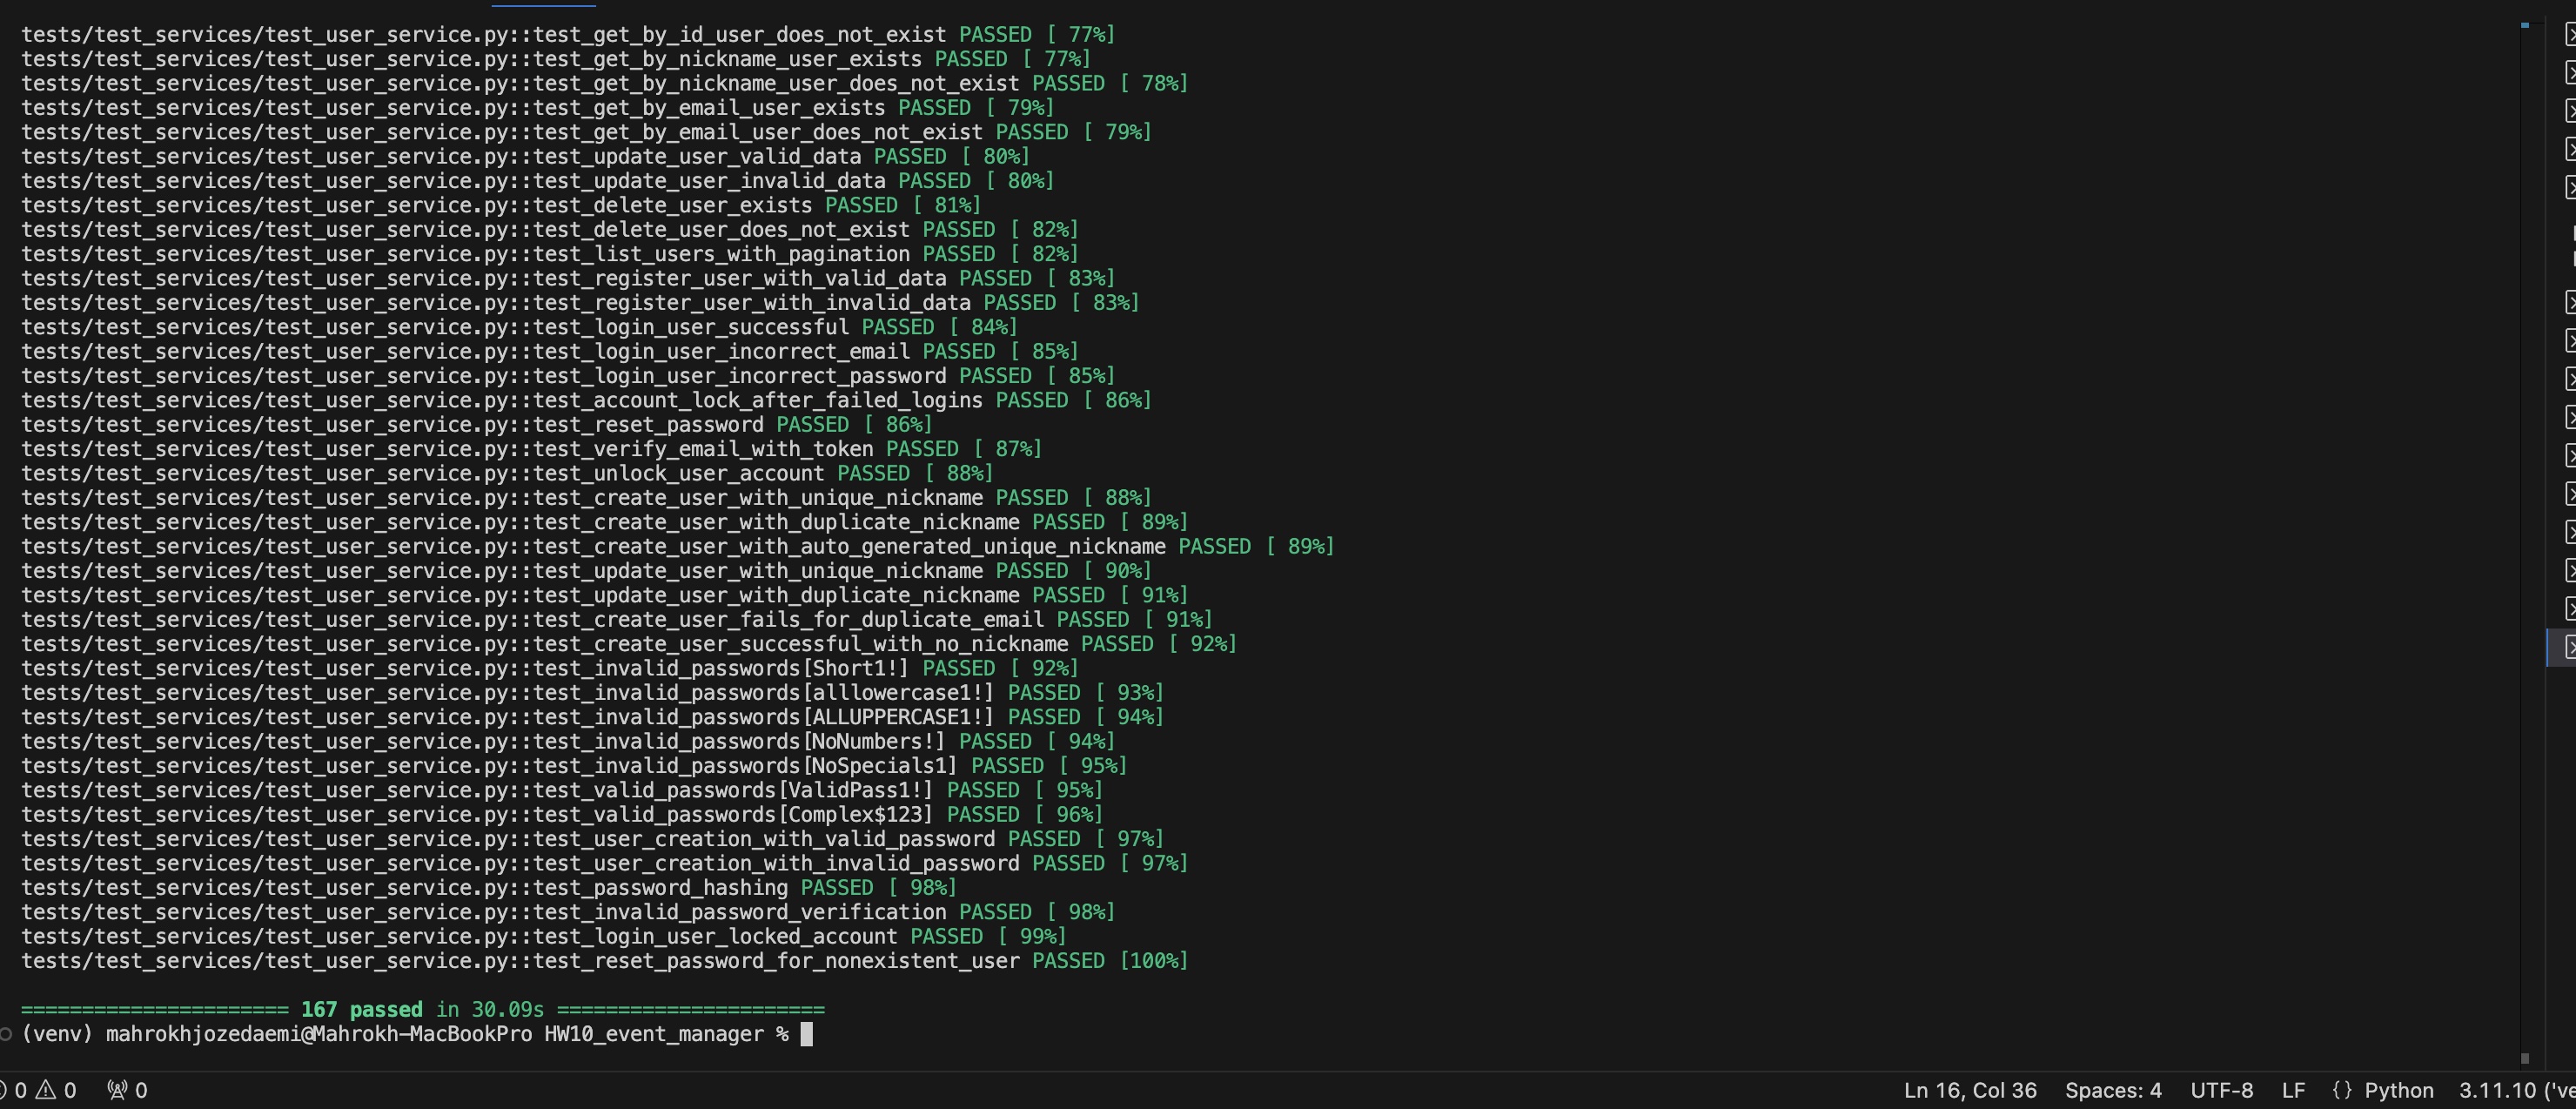 tests/test_services/test_user_service.py::test_get_by_id_user_does_not_exist PASSED [ 77%]
tests/test_services/test_user_service.py::test_get_by_nickname_user_exists PASSED [ 77%]
tests/test_services/test_user_service.py::test_get_by_nickname_user_does_not_exist PASSED [ 78%]
tests/test_services/test_user_service.py::test_get_by_email_user_exists PASSED [ 79%]
tests/test_services/test_user_service.py::test_get_by_email_user_does_not_exist PASSED [ 79%]
tests/test_services/test_user_service.py::test_update_user_valid_data PASSED [ 80%]
tests/test_services/test_user_service.py::test_update_user_invalid_data PASSED [ 80%]
tests/test_services/test_user_service.py::test_delete_user_exists PASSED [ 81%]
tests/test_services/test_user_service.py::test_delete_user_does_not_exist PASSED [ 82%]
tests/test_services/test_user_service.py::test_list_users_with_pagination PASSED [ 82%]
tests/test_services/test_user_service.py::test_register_user_with_valid_data PASSED [ 83%]
tests/test_services/test_user_service.py::test_register_user_with_invalid_data PASSED [ 83%]
tests/test_services/test_user_service.py::test_login_user_successful PASSED [ 84%]
tests/test_services/test_user_service.py::test_login_user_incorrect_email PASSED [ 85%]
tests/test_services/test_user_service.py::test_login_user_incorrect_password PASSED [ 85%]
tests/test_services/test_user_service.py::test_account_lock_after_failed_logins PASSED [ 86%]
tests/test_services/test_user_service.py::test_reset_password PASSED [ 86%]
tests/test_services/test_user_service.py::test_verify_email_with_token PASSED [ 87%]
tests/test_services/test_user_service.py::test_unlock_user_account PASSED [ 88%]
tests/test_services/test_user_service.py::test_create_user_with_unique_nickname PASSED [ 88%]
tests/test_services/test_user_service.py::test_create_user_with_duplicate_nickname PASSED [ 89%]
tests/test_services/test_user_service.py::test_create_user_with_auto_generated_unique_nickname PASSED [ 89%]
tests/test_services/test_user_service.py::test_update_user_with_unique_nickname PASSED [ 90%]
tests/test_services/test_user_service.py::test_update_user_with_duplicate_nickname PASSED [ 91%]
tests/test_services/test_user_service.py::test_create_user_fails_for_duplicate_email PASSED [ 91%]
tests/test_services/test_user_service.py::test_create_user_successful_with_no_nickname PASSED [ 92%]
tests/test_services/test_user_service.py::test_invalid_passwords[Short1!] PASSED [ 92%]
tests/test_services/test_user_service.py::test_invalid_passwords[alllowercase1!] PASSED [ 93%]
tests/test_services/test_user_service.py::test_invalid_passwords[ALLUPPERCASE1!] PASSED [ 94%]
tests/test_services/test_user_service.py::test_invalid_passwords[NoNumbers!] PASSED [ 94%]
tests/test_services/test_user_service.py::test_invalid_passwords[NoSpecials1] PASSED [ 95%]
tests/test_services/test_user_service.py::test_valid_passwords[ValidPass1!] PASSED [ 95%]
tests/test_services/test_user_service.py::test_valid_passwords[Complex$123] PASSED [ 96%]
tests/test_services/test_user_service.py::test_user_creation_with_valid_password PASSED [ 97%]
tests/test_services/test_user_service.py::test_user_creation_with_invalid_password PASSED [ 97%]
tests/test_services/test_user_service.py::test_password_hashing PASSED [ 98%]
tests/test_services/test_user_service.py::test_invalid_password_verification PASSED [ 98%]
tests/test_services/test_user_service.py::test_login_user_locked_account PASSED [ 99%]
tests/test_services/test_user_service.py::test_reset_password_for_nonexistent_user PASSED [100%]
====================== 167 passed in 30.09s ======================
(venv) mahrokhjozedaemi@Mahrokh-MacBookPro HW10_event_manager %
0 0 0 Ln 16, Col 36 Spaces: 4 UTF-8 LF {} Python 3.11.10 ('ve